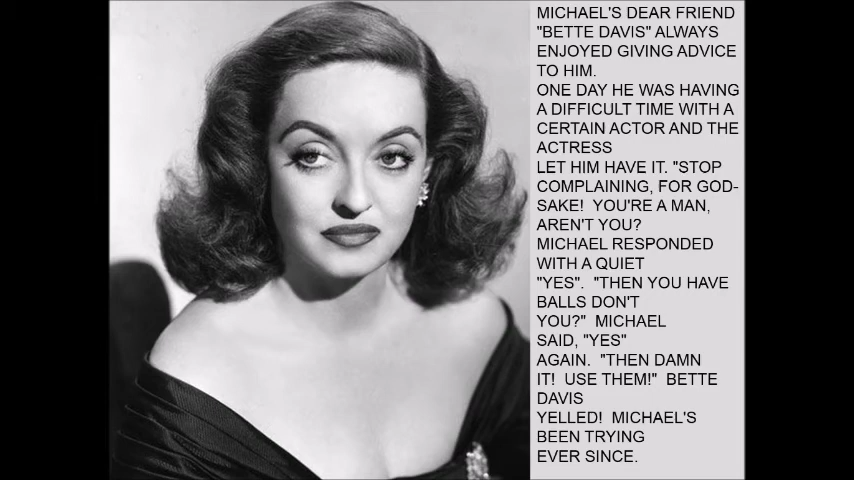 MICHAEL'S DEAR FRIEND
"BETTE DAVIS" ALWAYS
ENJOYED GIVING ADVICE
TO HIM.
ONE DAY HE WAS HAVING
A DIFFICULT TIME WITH A
CERTAIN ACTOR AND THE
ACTRESS
LET HIM HAVE IT. "STOP
COMPLAINING, FOR GOD-
SAKE!  YOU'RE A MAN,
AREN'T YOU?
MICHAEL RESPONDED
WITH A QUIET
"YES".  "THEN YOU HAVE
BALLS DON'T
YOU?"  MICHAEL
SAID, "YES"
AGAIN.  "THEN DAMN
IT!  USE THEM!"  BETTE
DAVIS
YELLED!  MICHAEL'S
BEEN TRYING
EVER SINCE.